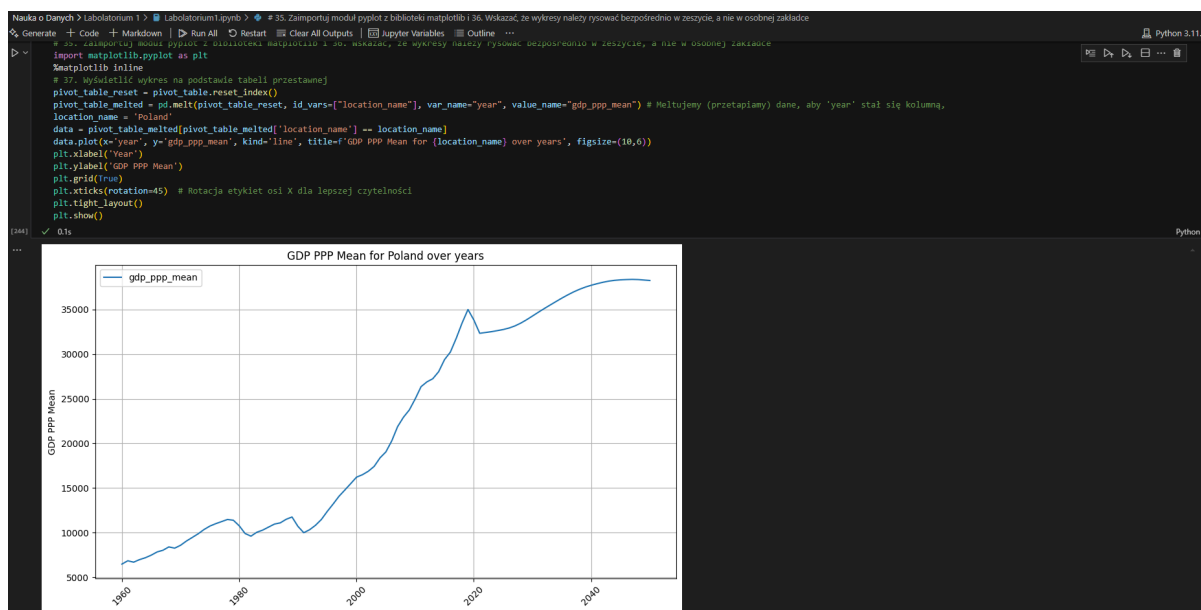 Nauka o Danych > Labolatorium 1 > Labolatorium1.ipynb > # 35. Zaimportuj moduł pyplot z biblioteki matplotlib i 36. Wskazać, że wykresy należy rysować bezpośrednio w zeszycie, a nie w osobnej zakładce
Generate + Code + Markdown | Run All Restart Clear All Outputs | Jupyter Variables Outline ...
Python 3.11.
# 35. Zaimportuj moduł pyplot z biblioteki matplotlib i 36. Wskazać, że wykresy należy rysować bezpośrednio w zeszycie, a nie w osobnej zakładce
import matplotlib.pyplot as plt
%matplotlib inline
# 37. Wyświetlić wykres na podstawie tabeli przestawnej
pivot_table_reset = pivot_table.reset_index()
pivot_table_melted = pd.melt(pivot_table_reset, id_vars=["location_name"], var_name="year", value_name="gdp_ppp_mean") # Meltujemy (przetapiamy) dane, aby 'year' stał się kolumną,
location_name = 'Poland'
data = pivot_table_melted[pivot_table_melted['location_name'] == location_name]
data.plot(x='year', y='gdp_ppp_mean', kind='line', title=f'GDP PPP Mean for {location_name} over years', figsize=(10,6))
plt.xlabel('Year')
plt.ylabel('GDP PPP Mean')
plt.grid(True)
plt.xticks(rotation=45) # Rotacja etykiet osi X dla lepszej czytelności
plt.tight_layout()
plt.show()
[244] ✓ 0.1s
Python
...
GDP PPP Mean for Poland over years
gdp_ppp_mean
GDP PPP Mean
35000
30000
25000
20000
15000
10000
5000
1960
1980
2000
2020
2040